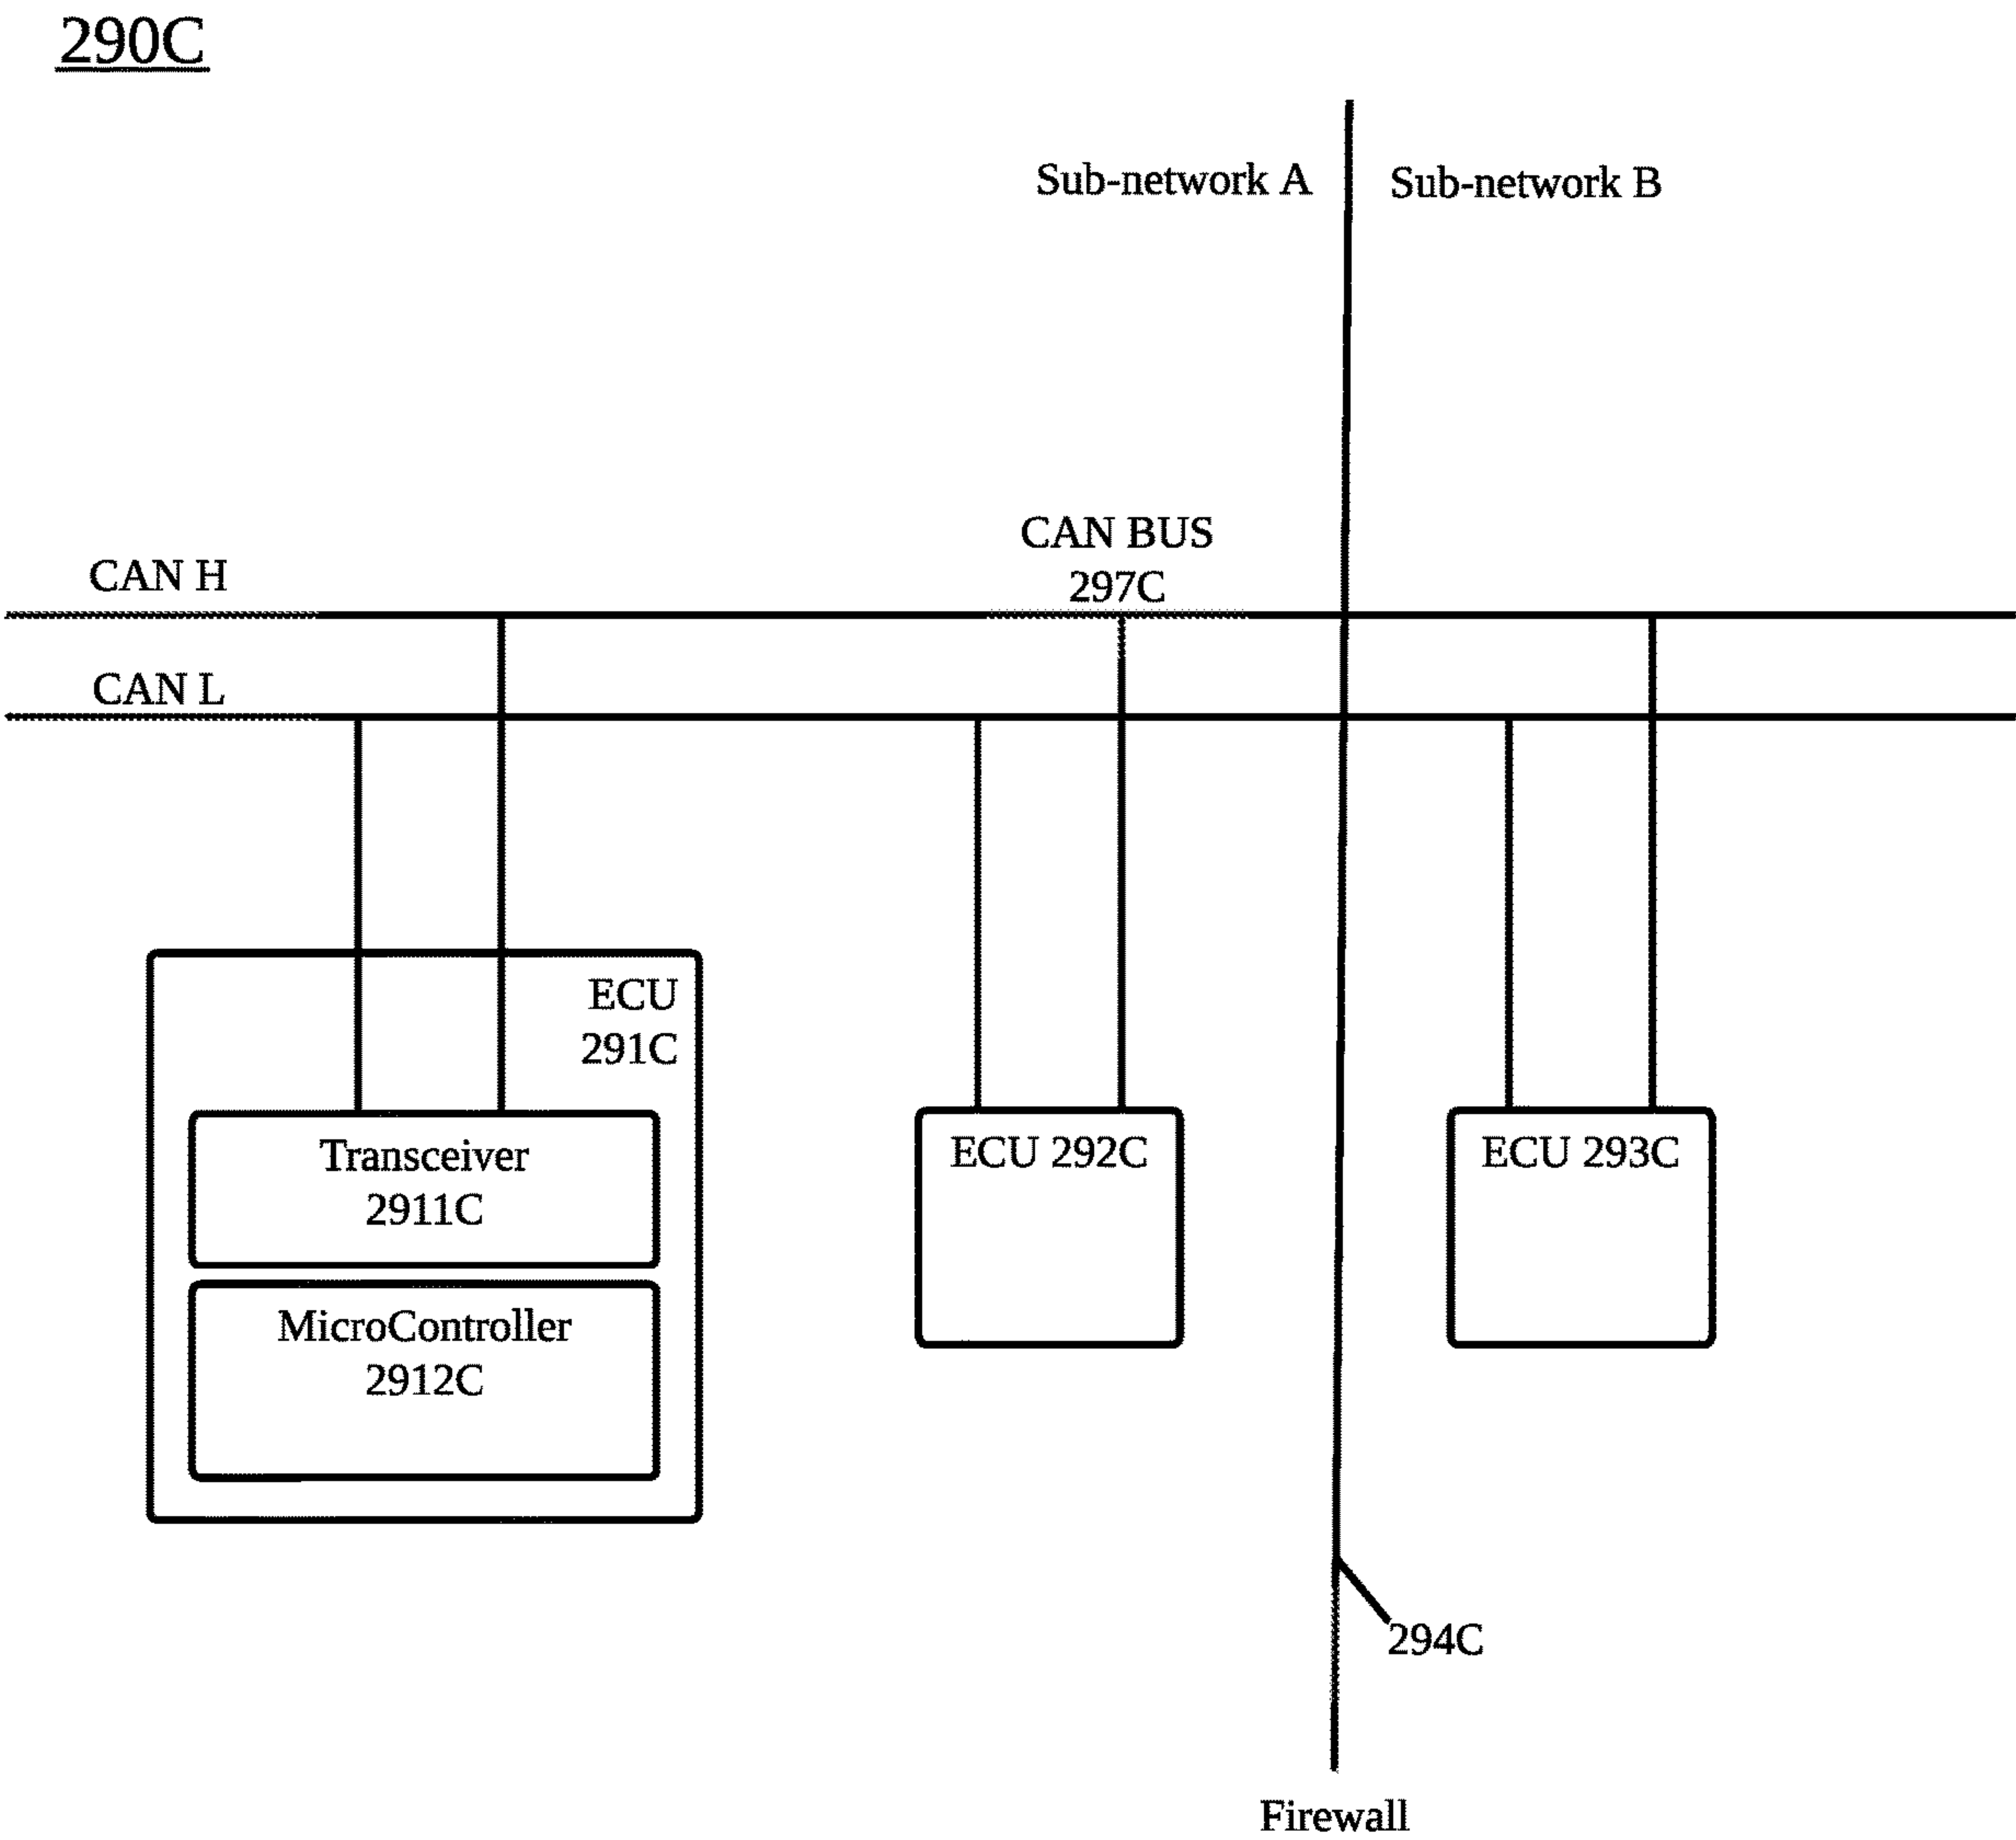 290C
Sub-network A
Sub-network B
CAN BUS
297C
CAN H
CAN L
ECU
291C
Transceiver
2911C
MicroController
2912C
ECU 292C
ECU 293C
294C
Firewall